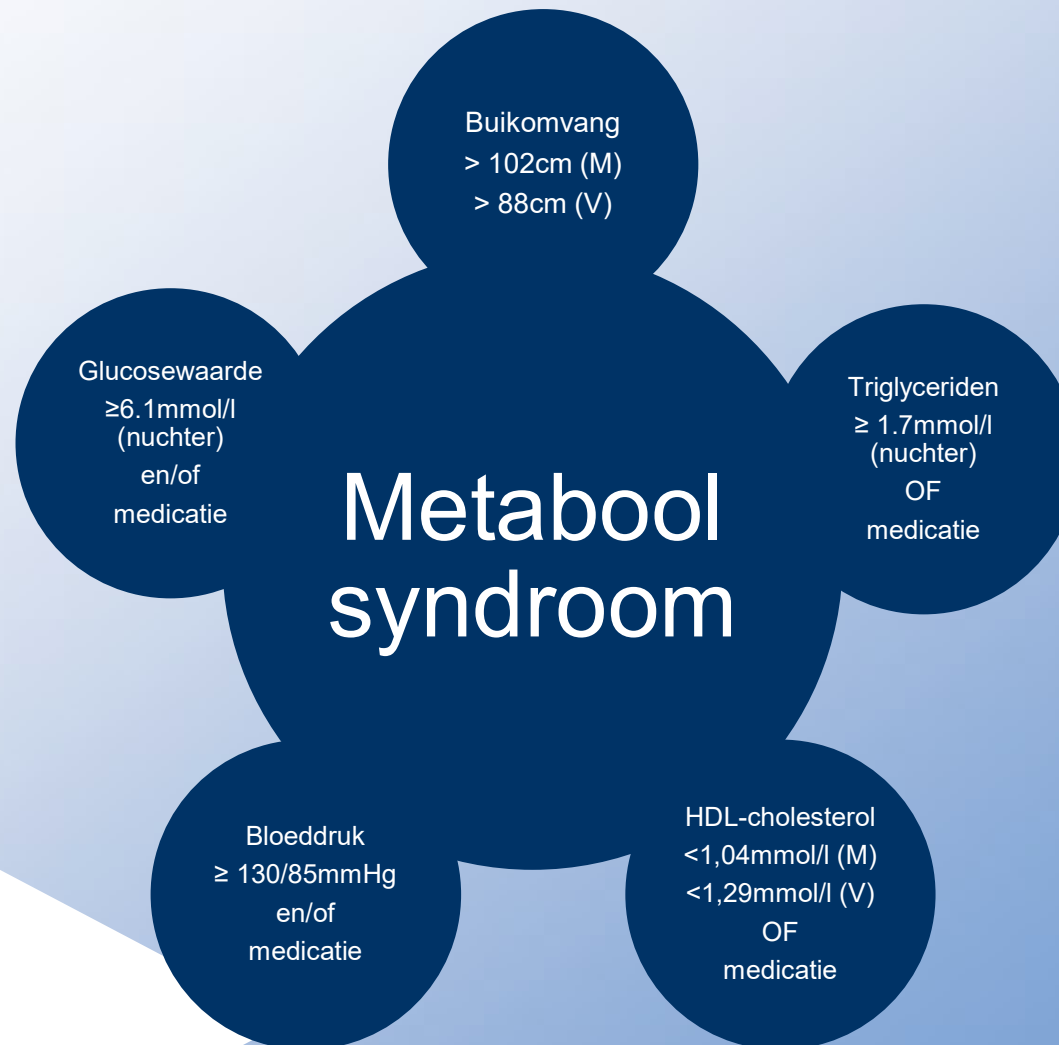 Buikomvang
> 102cm (M)
> 88cm (V)
Glucosewaarde
≥6.1mmol/l
(nuchter)
en/of
medicatie
Triglyceriden
≥ 1.7mmol/l
(nuchter)
OF
medicatie
Metabool
syndroom
Bloeddruk
≥ 130/85mmHg
en/of
medicatie
HDL-cholesterol
<1,04mmol/l (M)
<1,29mmol/l (V)
OF
medicatie